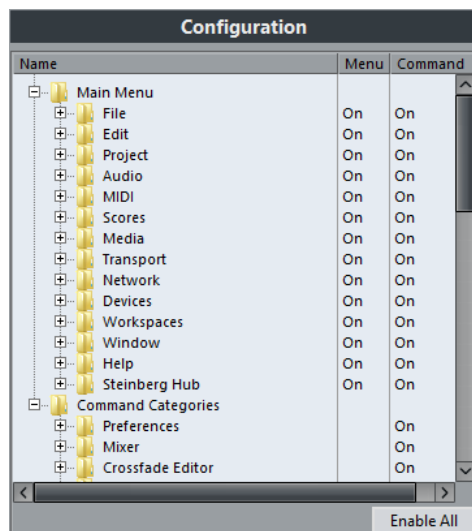 Configuration
Name Menu Command
Main Menu
File On On
Edit On On
Project On On
Audio On On
MIDI On On
Scores On On
Media On On
Transport On On
Network On On
Devices On On
Workspaces On On
Window On On
Help On On
Steinberg Hub On On
Command Categories
Preferences On
Mixer On
Crossfade Editor On
Enable All